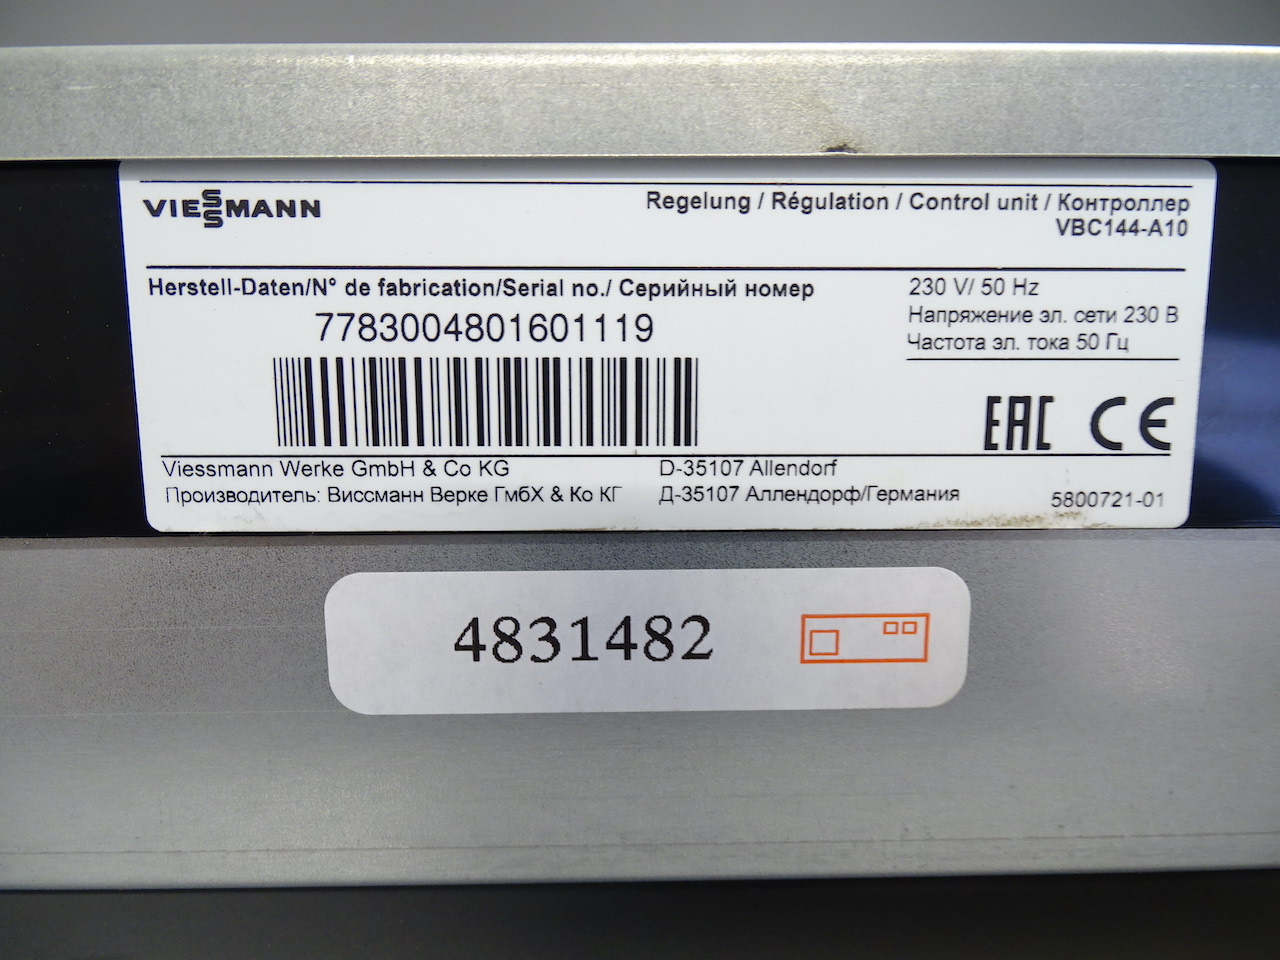 VIESSMANN
Regelung / Régulation / Control unit / Контроллер
VBC144-A10
Herstell-Daten/N° de fabrication/Serial no./ Серийный номер
7783004801601119
230 V/ 50 Hz
Напряжение эл. сети 230 В
Частота эл. тока 50 Гц
EAC CE
Viessmann Werke GmbH & Co KG
D-35107 Allendorf
Производитель: Виссманн Верке ГмбХ & Ко КГ
Д-35107 Аллендорф/Германия
5800721-01
4831482